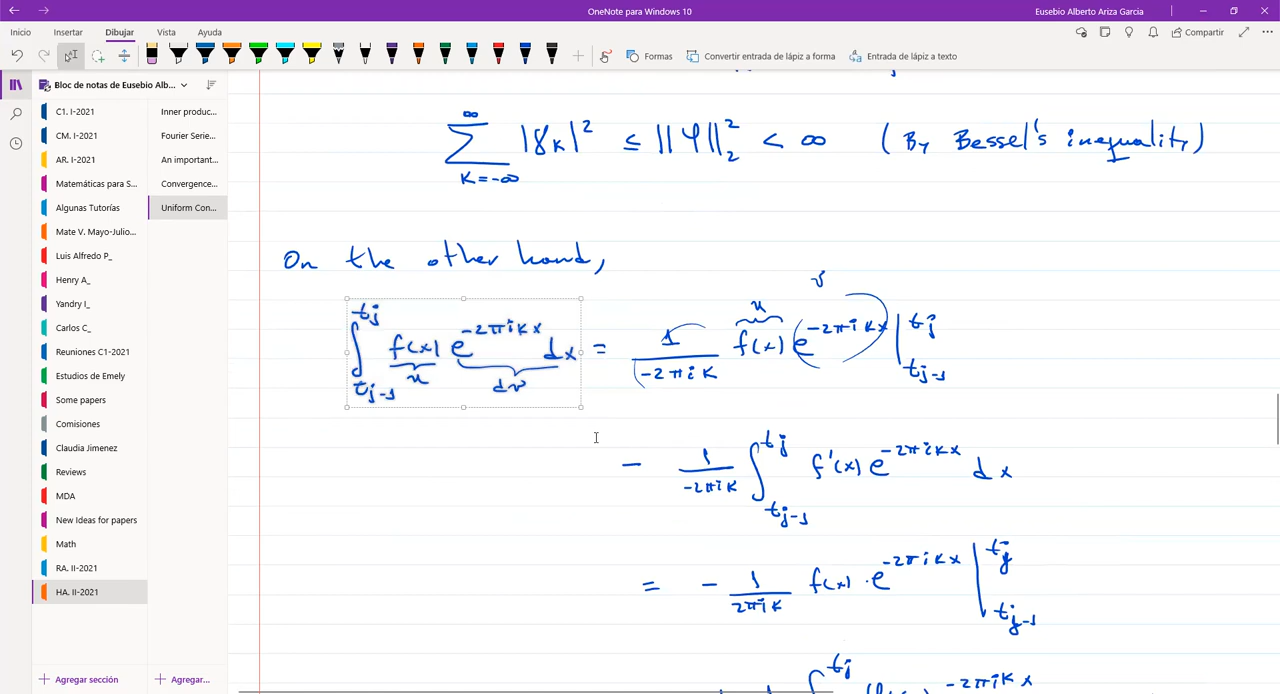 OneNote para Windows 10
Eusebio Alberto Ariza Garcia
Inicio Insertar Dibujar Vista Ayuda
Compartir
Formas Convertir entrada de lápiz a forma Entrada de lápiz a texto
Bloc de notas de Eusebio Alb...
C1. I-2021
CM. I-2021
AR. I-2021
Matemáticas para S...
Algunas Tutorías
Mate V. Mayo-Julio...
Luis Alfredo P_
Henry A_
Yandry I_
Carlos C_
Reuniones C1-2021
Estudios de Emely
Some papers
Comisiones
Claudia Jimenez
Reviews
MDA
New Ideas for papers
Math
RA. II-2021
HA. II-2021
Agregar sección
Inner produc...
Fourier Serie...
An important...
Convergence...
Uniform Con...
Agregar...
∑_{k=-∞}^{∞} |γk|² ≤ ||φ||₂² < ∞ (By Bessel's inequality)
On the other hand,
∫_{tj-1}^{tj} f(x) e^{-2πikx} dx = 1/(-2πik) f(x) (e^{-2πikx}) |_{tj-1}^{tj}
u dv u v
- 1/(-2πik) ∫_{tj-1}^{tj} f'(x) e^{-2πikx} dx
= - 1/(2πik) f(x) · e^{-2πikx} |_{tj-1}^{tj}